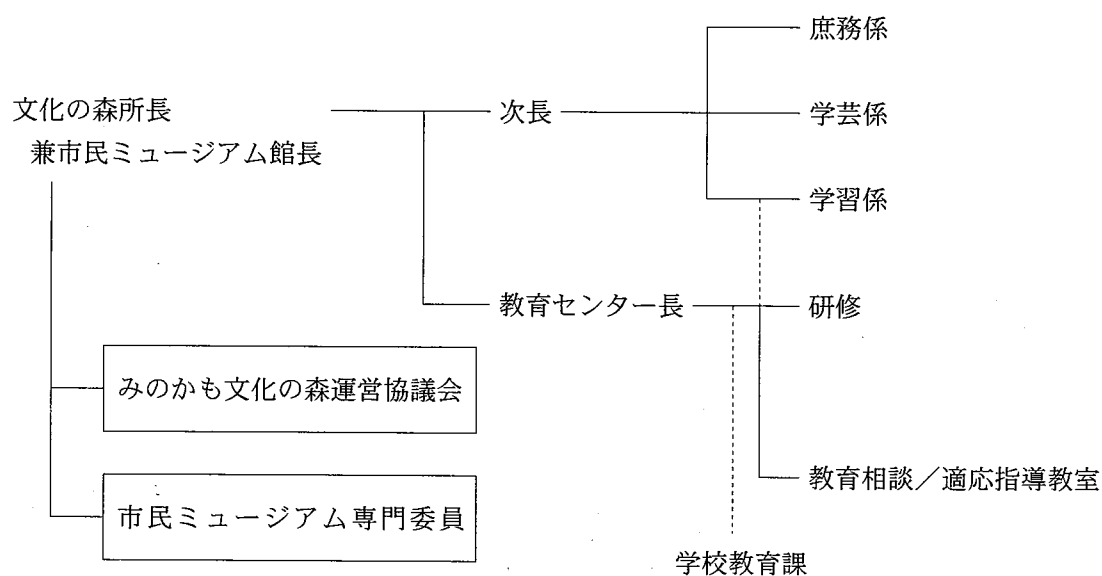 庶務係
文化の森所長
次長
学芸係
兼市民ミュージアム館長
学習係
教育センター長
研修
みのかも文化の森運営協議会
教育相談／適応指導教室
市民ミュージアム専門委員
学校教育課